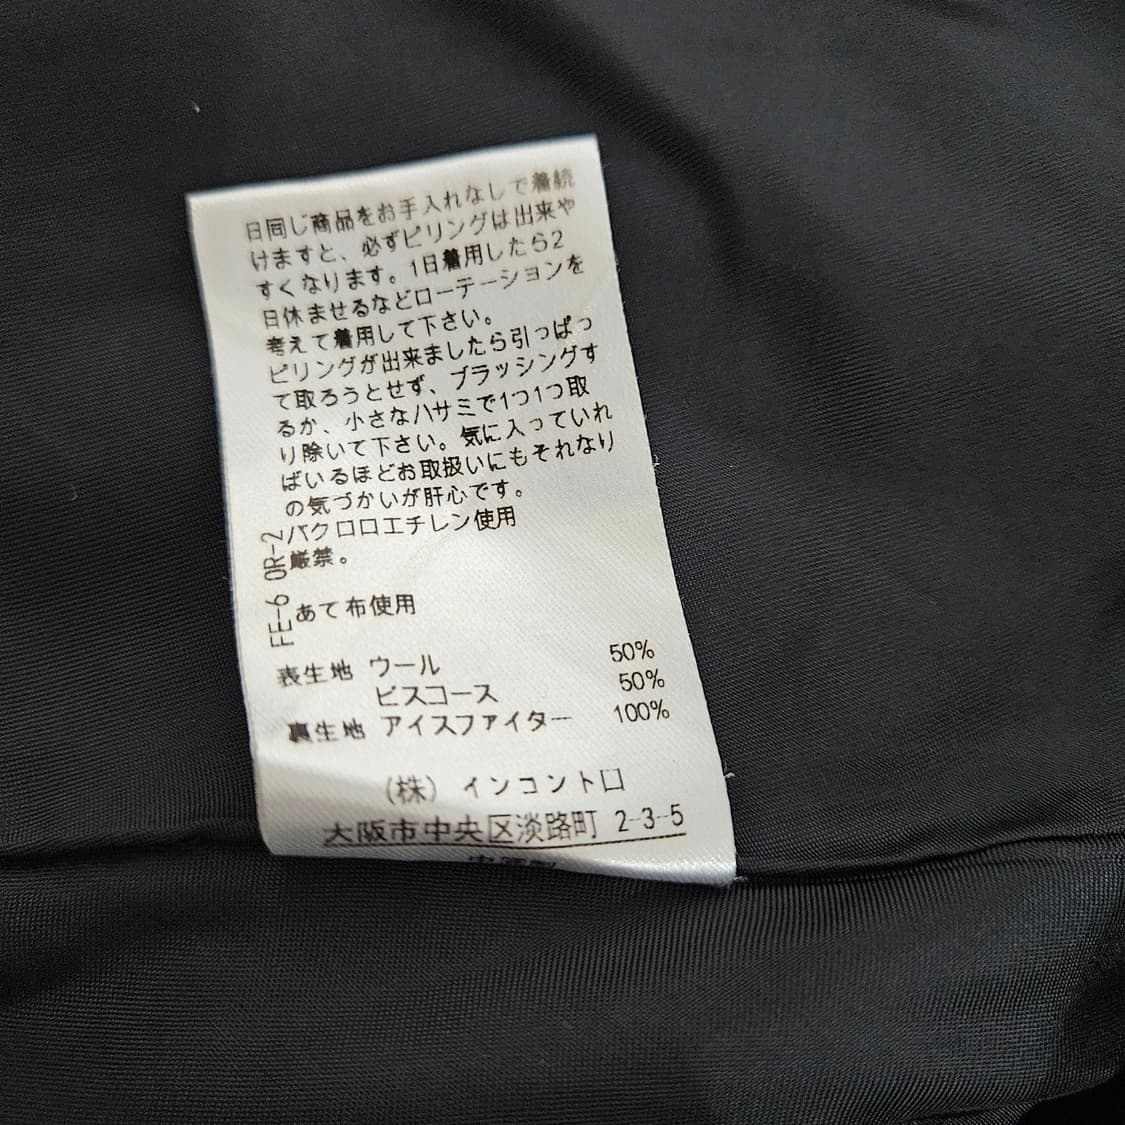 日同じ商品をお手入れなしで着続
けますと、必ずピリングは出来や
すくなります。1日着用したら2
日休ませるなどローテーションを
考えて着用して下さい。
ピリングが出来ましたら引っぱっ
て取ろうとせず、ブラッシングす
るか、小さなハサミで1つ1つ取
り除いて下さい。気に入っていれ
ばいるほどお取扱いにもそれなり
の気づかいが肝心です。
パクロロエチレン使用
厳禁。
FE-6 OR-2
あて布使用
表生地 ウール 50%
ビスコース 50%
裏生地 アイスファイター 100%
(株) インコントロ
大阪市中央区淡路町 2-3-5